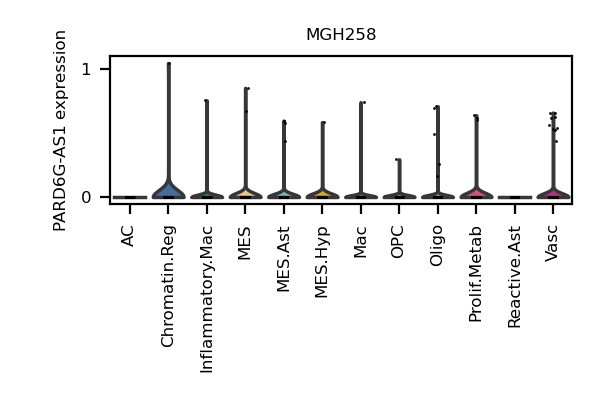 MGH258
PARD6G-AS1 expression
1
0
AC
Chromatin.Reg
Inflammatory.Mac
MES
MES.Ast
MES.Hyp
Mac
OPC
Oligo
Prolif.Metab
Reactive.Ast
Vasc